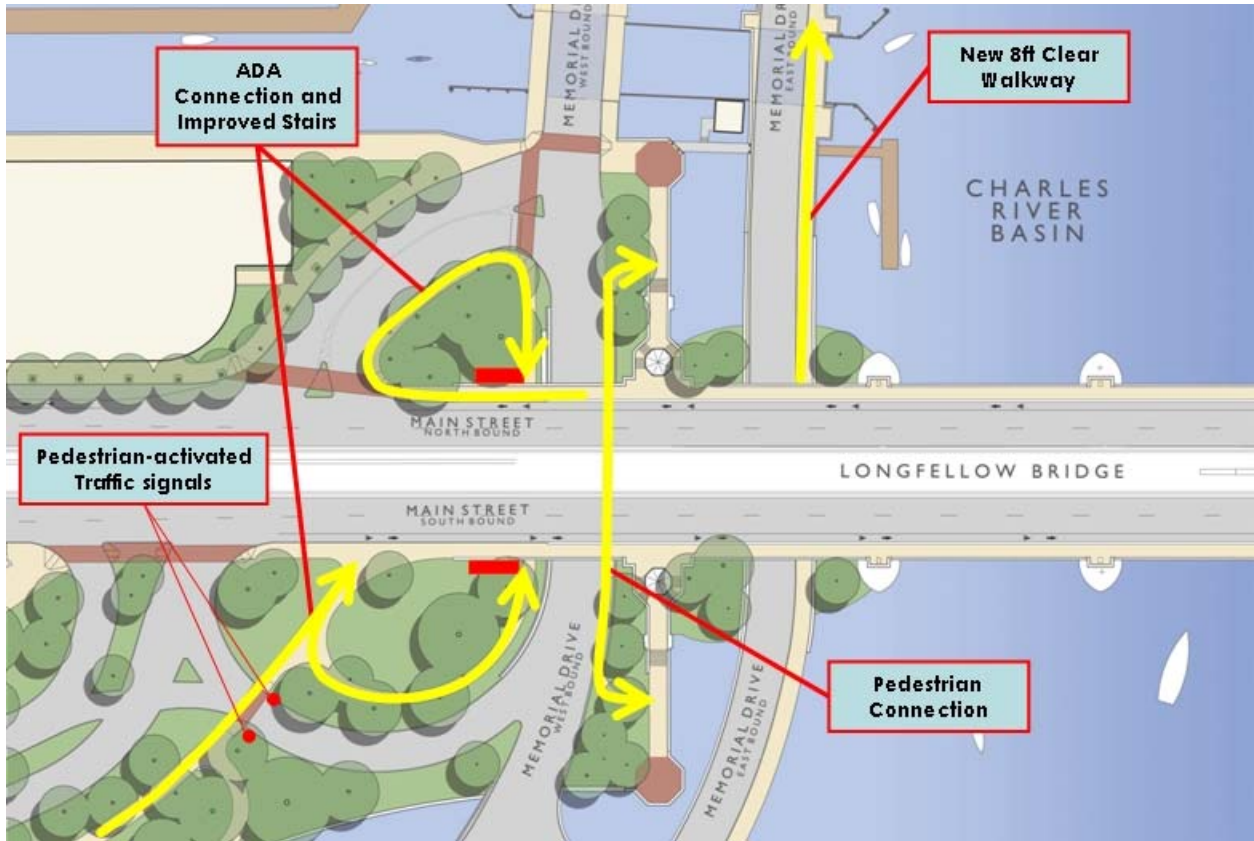 MEMORIAL DRIVE
WEST BOUND
MEMORIAL DRIVE
EAST BOUND
ADA
Connection and
Improved Stairs
New 8ft Clear
Walkway
CHARLES
RIVER
BASIN
MAIN STREET
NORTH BOUND
Pedestrian-activated
Traffic signals
LONGFELLOW BRIDGE
MAIN STREET
SOUTH BOUND
MEMORIAL DRIVE
WEST BOUND
MEMORIAL DRIVE
EAST BOUND
Pedestrian
Connection